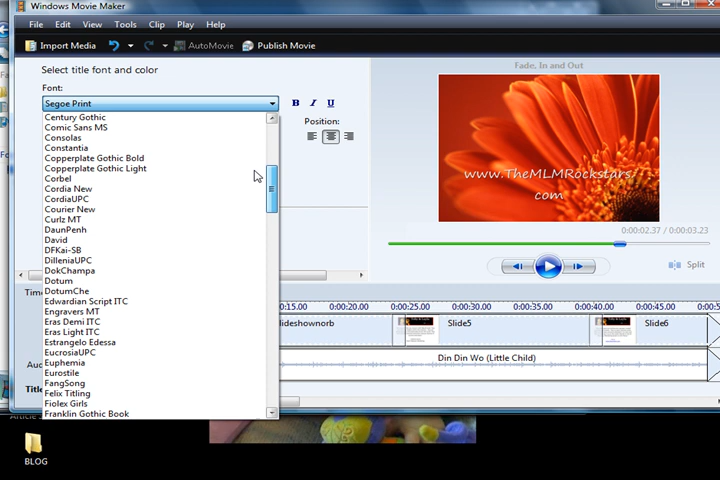 Windows Movie Maker
File Edit View Tools Clip Play Help
Import Media AutoMovie Publish Movie
Select title font and color
Font:
Segoe Print
B I U
Position:
Century Gothic
Comic Sans MS
Consolas
Constantia
Copperplate Gothic Bold
Copperplate Gothic Light
Corbel
Cordia New
CordiaUPC
Courier New
Curlz MT
DaunPenh
David
DFKai-SB
DilleniaUPC
DokChampa
Dotum
DotumChe
Edwardian Script ITC
Engravers MT
Eras Demi ITC
Eras Light ITC
Estrangelo Edessa
EucrosiaUPC
Euphemia
Eurostile
FangSong
Felix Titling
Fiolex Girls
Franklin Gothic Book
Fade, In and Out
www.TheMLMRockstars.
com
0:00:02.37 / 0:00:03.23
Split
0:00:20.00 0:00:25.00 0:00:30.00 0:00:35.00 0:00:40.00 0:00:45.00
Slide5
Slide6
Din Din Wo (Little Child)
BLOG